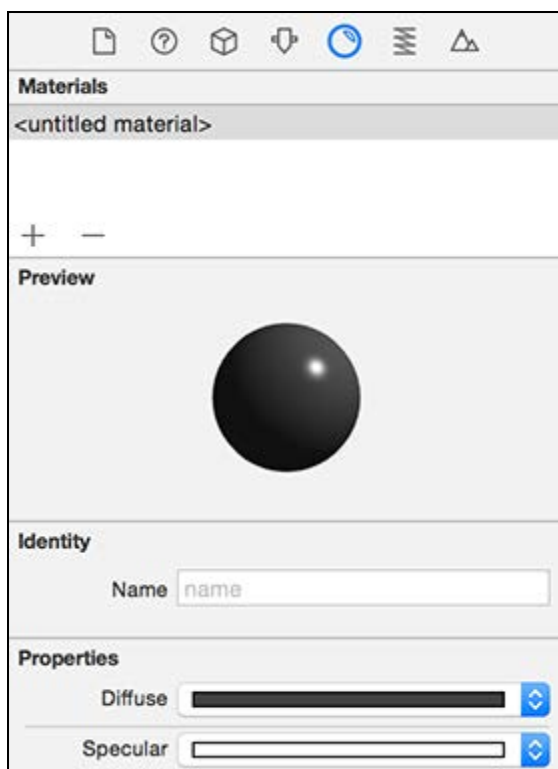 Materials
<untitled material>
Preview
Identity
Name name
Properties
Diffuse
Specular